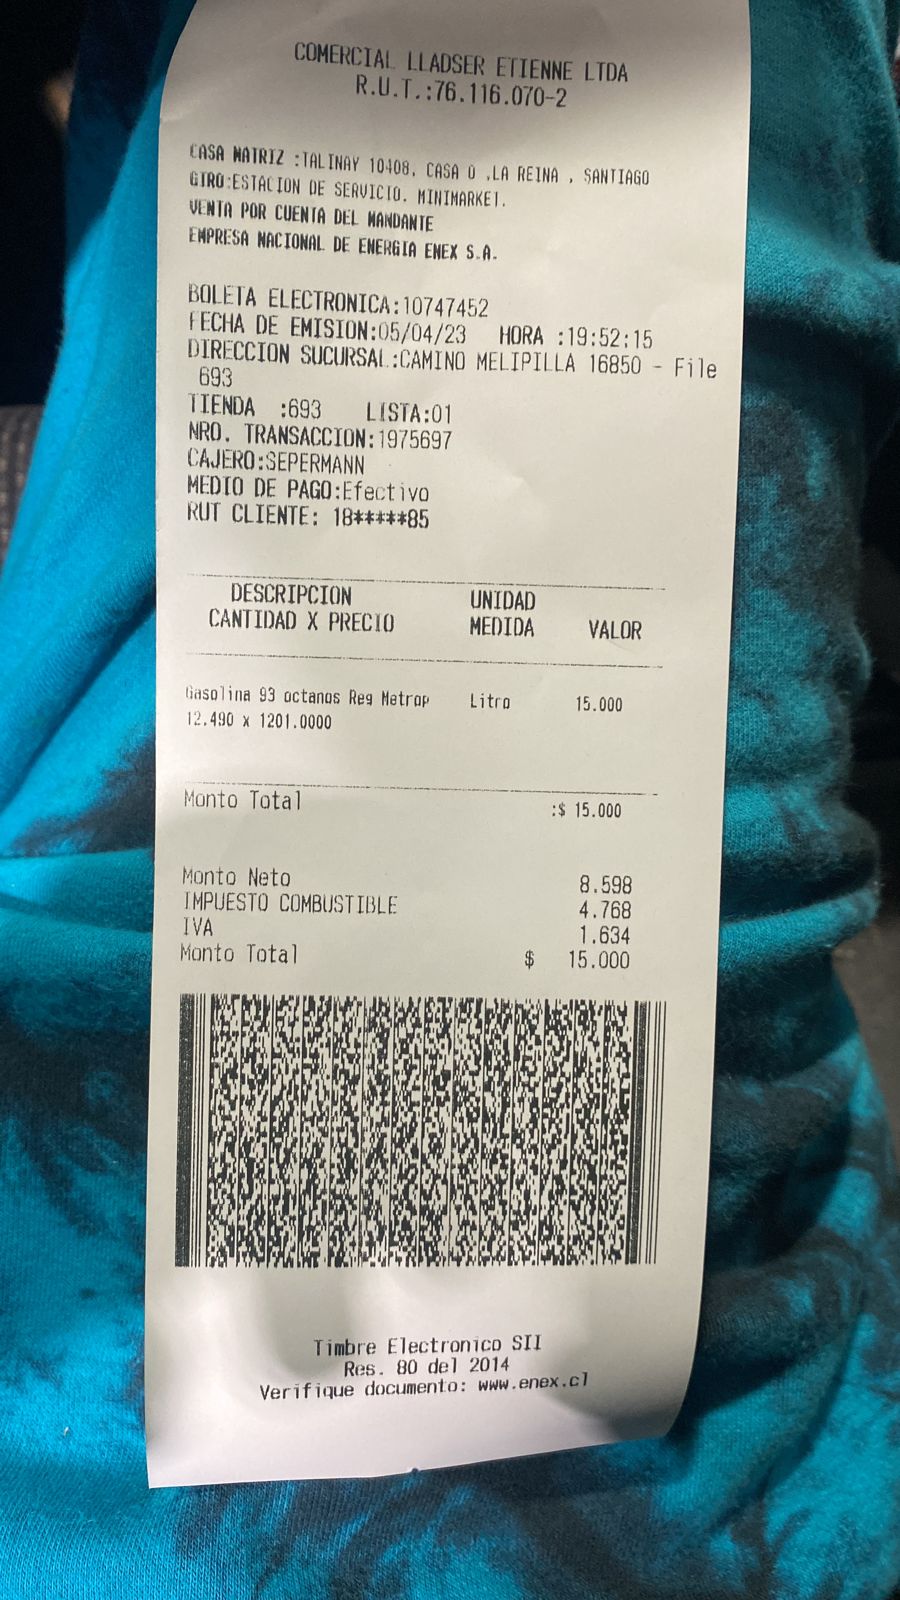 COMERCIAL LLADSER ETIENNE LTDA
R.U.T.:76.116.070-2
CASA MATRIZ :TALINAY 10408, CASA O ,LA REINA , SANTIAGO
GIRO:ESTACION DE SERVICIO. MINIMARKET.
VENTA POR CUENTA DEL MANDANTE
EMPRESA NACIONAL DE ENERGIA ENEX S.A.
BOLETA ELECTRONICA:10747452
FECHA DE EMISION:05/04/23 HORA :19:52:15
DIRECCION SUCURSAL:CAMINO MELIPILLA 16850 - File
693
TIENDA :693 LISTA:01
NRO. TRANSACCION:1975697
CAJERO:SEPERMANN
MEDIO DE PAGO:Efectivo
RUT CLIENTE: 18*****85
DESCRIPCION UNIDAD
CANTIDAD X PRECIO MEDIDA VALOR
Gasolina 93 octanos Reg Metrop Litro 15.000
12.490 x 1201.0000
Monto Total :$ 15.000
Monto Neto 8.598
IMPUESTO COMBUSTIBLE 4.768
IVA 1.634
Monto Total $ 15.000
Timbre Electronico SII
Res. 80 del 2014
Verifique documento: www.enex.cl